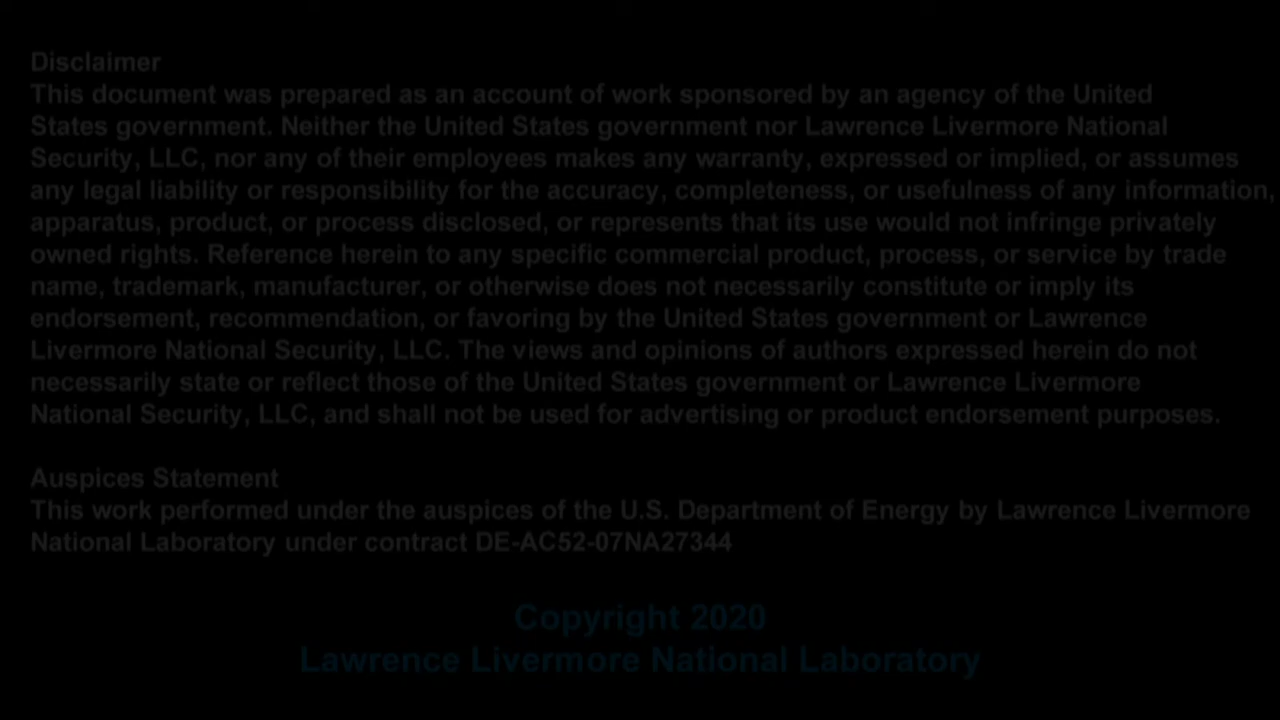 Disclaimer
This document was prepared as an account of work sponsored by an agency of the United
States government. Neither the United States government nor Lawrence Livermore National
Security, LLC, nor any of their employees makes any warranty, expressed or implied, or assumes
any legal liability or responsibility for the accuracy, completeness, or usefulness of any information,
apparatus, product, or process disclosed, or represents that its use would not infringe privately
owned rights. Reference herein to any specific commercial product, process, or service by trade
name, trademark, manufacturer, or otherwise does not necessarily constitute or imply its
endorsement, recommendation, or favoring by the United States government or Lawrence
Livermore National Security, LLC. The views and opinions of authors expressed herein do not
necessarily state or reflect those of the United States government or Lawrence Livermore
National Security, LLC, and shall not be used for advertising or product endorsement purposes.
Auspices Statement
This work performed under the auspices of the U.S. Department of Energy by Lawrence Livermore
National Laboratory under contract DE-AC52-07NA27344
Copyright 2020
Lawrence Livermore National Laboratory